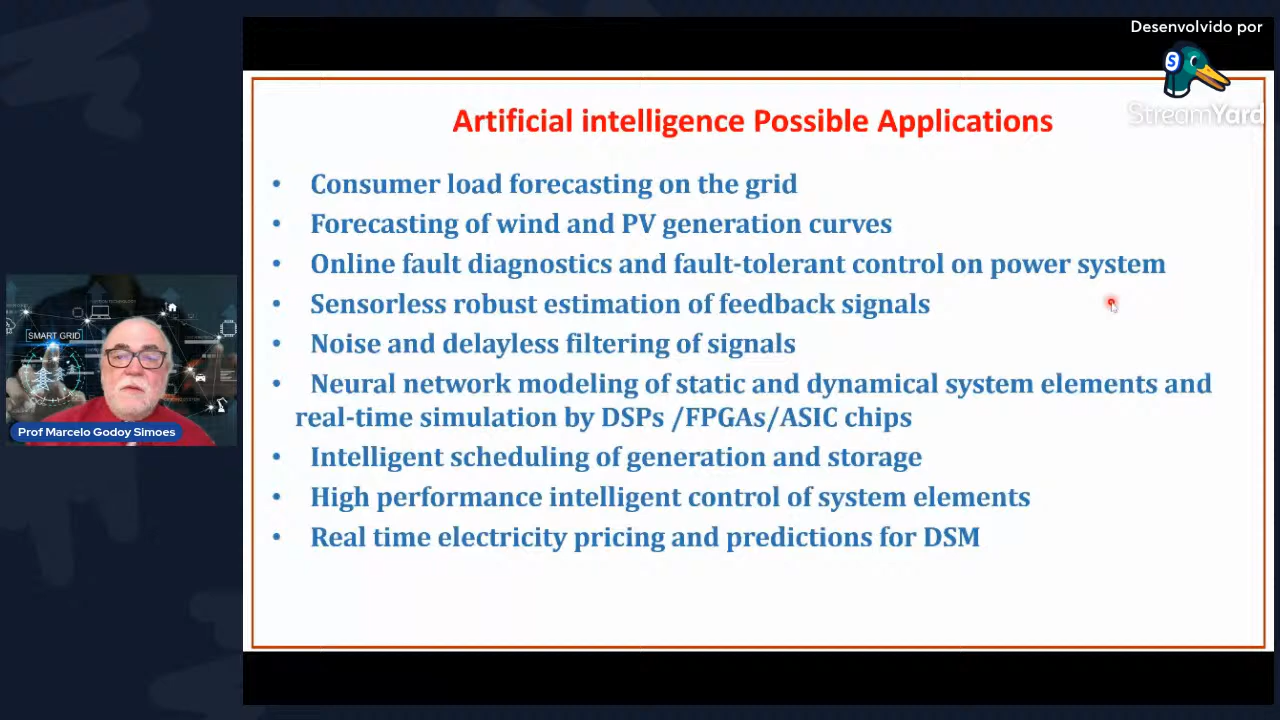 Desenvolvido por
S
StreamYard
Artificial intelligence Possible Applications
• Consumer load forecasting on the grid
• Forecasting of wind and PV generation curves
• Online fault diagnostics and fault-tolerant control on power system
• Sensorless robust estimation of feedback signals
• Noise and delayless filtering of signals
• Neural network modeling of static and dynamical system elements and
real-time simulation by DSPs /FPGAs/ASIC chips
• Intelligent scheduling of generation and storage
• High performance intelligent control of system elements
• Real time electricity pricing and predictions for DSM
SMART GRID
Prof Marcelo Godoy Simoes